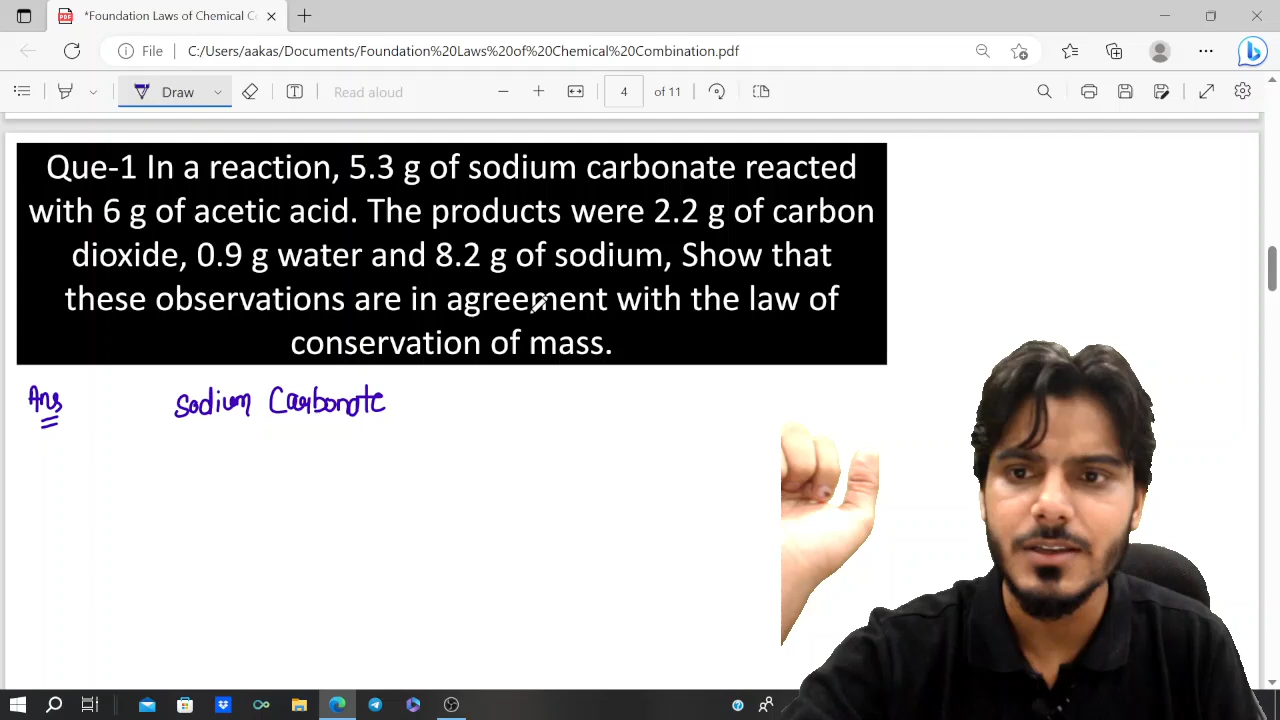 *Foundation Laws of Chemical Co
File
C:/Users/aakas/Documents/Foundation%20Laws%20of%20Chemical%20Combination.pdf
Draw
Read aloud
4 of 11
Que-1 In a reaction, 5.3 g of sodium carbonate reacted
with 6 g of acetic acid. The products were 2.2 g of carbon
dioxide, 0.9 g water and 8.2 g of sodium, Show that
these observations are in agreement with the law of
conservation of mass.
Ans Sodium Carbonate